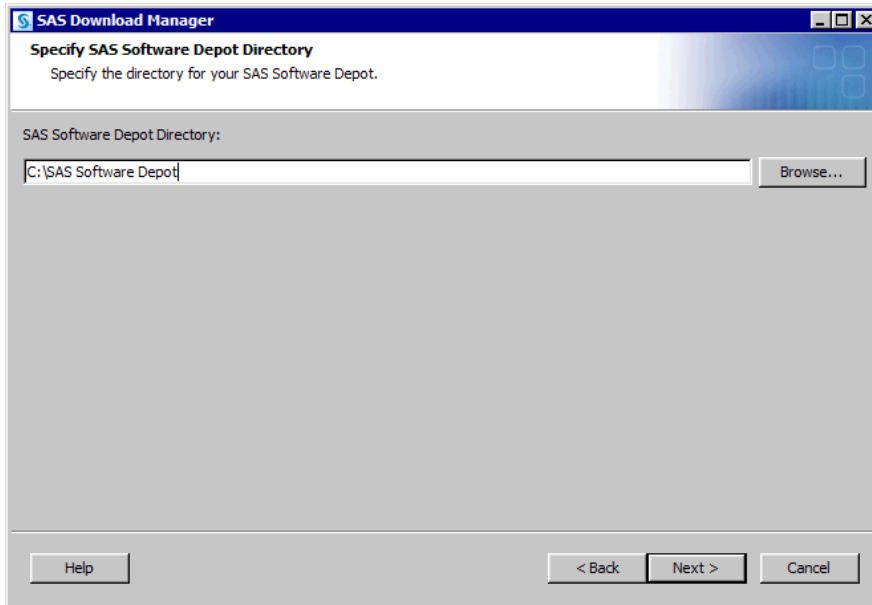 SAS Download Manager
Specify SAS Software Depot Directory
Specify the directory for your SAS Software Depot.
SAS Software Depot Directory:
C:\SAS Software Depot
Browse...
Help
< Back
Next >
Cancel